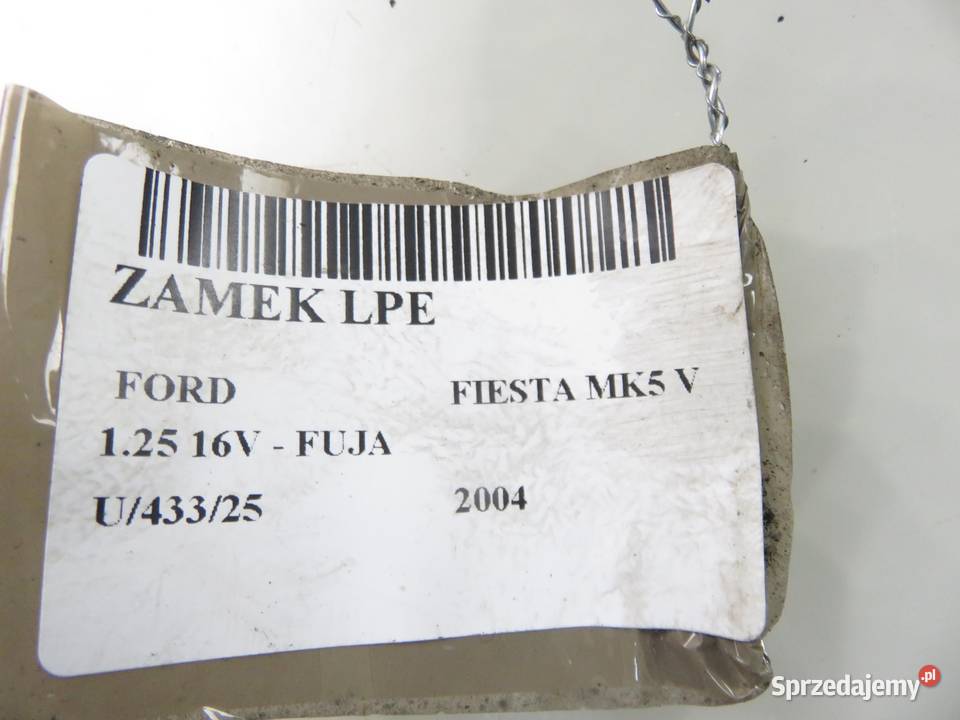 ZAMEK LPE
FORD FIESTA MK5 V
1.25 16V - FUJA
U/433/25 2004
Sprzedajemy.pl